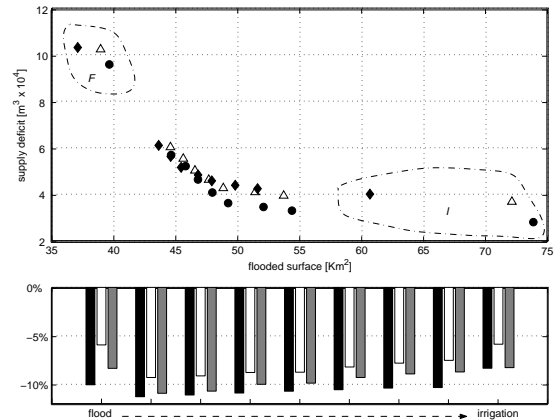 12
10
8
6
4
2
supply deficit [m³ x 10⁴]
F
I
35 40 45 50 55 60 65 70 75
flooded surface [Km²]
0%
−5%
−10%
flood irrigation